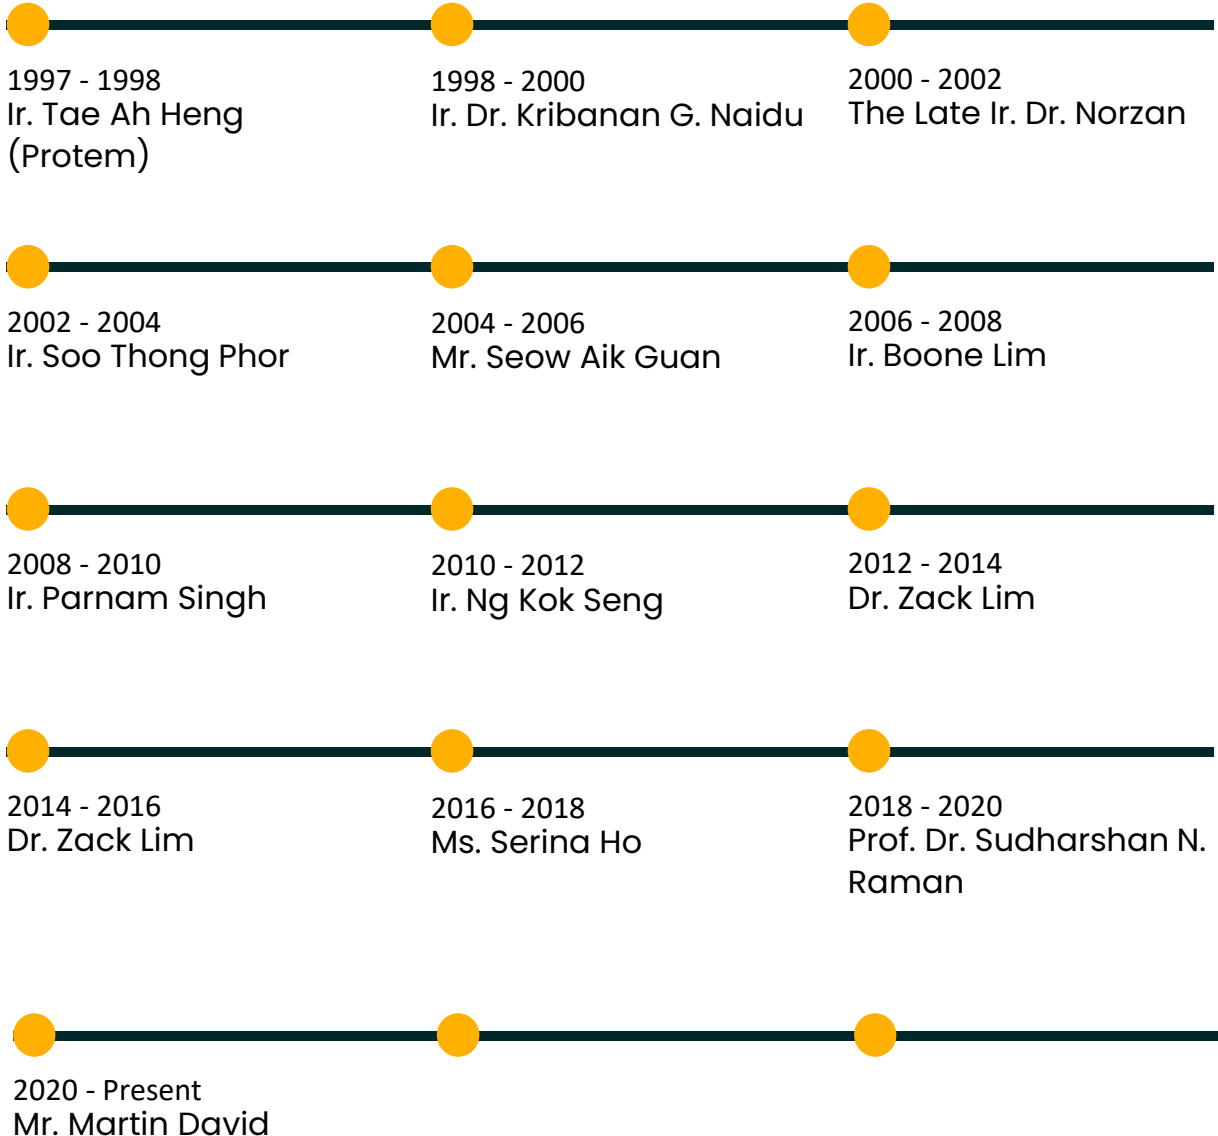 1997 - 1998
Ir. Tae Ah Heng
(Protem)
1998 - 2000
Ir. Dr. Kribanan G. Naidu
2000 - 2002
The Late Ir. Dr. Norzan
2002 - 2004
Ir. Soo Thong Phor
2004 - 2006
Mr. Seow Aik Guan
2006 - 2008
Ir. Boone Lim
2008 - 2010
Ir. Parnam Singh
2010 - 2012
Ir. Ng Kok Seng
2012 - 2014
Dr. Zack Lim
2014 - 2016
Dr. Zack Lim
2016 - 2018
Ms. Serina Ho
2018 - 2020
Prof. Dr. Sudharshan N.
Raman
2020 - Present
Mr. Martin David